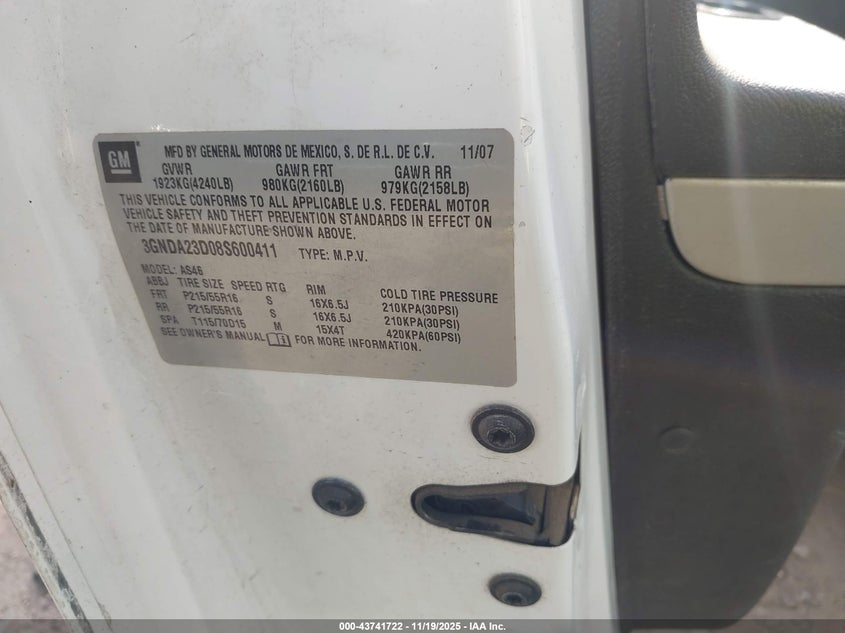 GM
MFD BY GENERAL MOTORS DE MEXICO, S. DE R.L. DE C.V. 11/07
GVWR GAWR FRT GAWR RR
1923KG(4240LB) 980KG(2160LB) 979KG(2158LB)
THIS VEHICLE CONFORMS TO ALL APPLICABLE U.S. FEDERAL MOTOR
VEHICLE SAFETY AND THEFT PREVENTION STANDARDS IN EFFECT ON
THE DATE OF MANUFACTURE SHOWN ABOVE.
3GNDA23D08S600411 TYPE: M.P.V.
MODEL: AS46
ABBJ TIRE SIZE SPEED RTG RIM COLD TIRE PRESSURE
FRT P215/55R16 S 16X6.5J 210KPA(30PSI)
RR P215/55R16 S 16X6.5J 210KPA(30PSI)
SPA T115/70D15 M 15X4T 420KPA(60PSI)
SEE OWNER'S MANUAL FOR MORE INFORMATION.
000-43741722 | 11/19/2025 - IAA Inc.